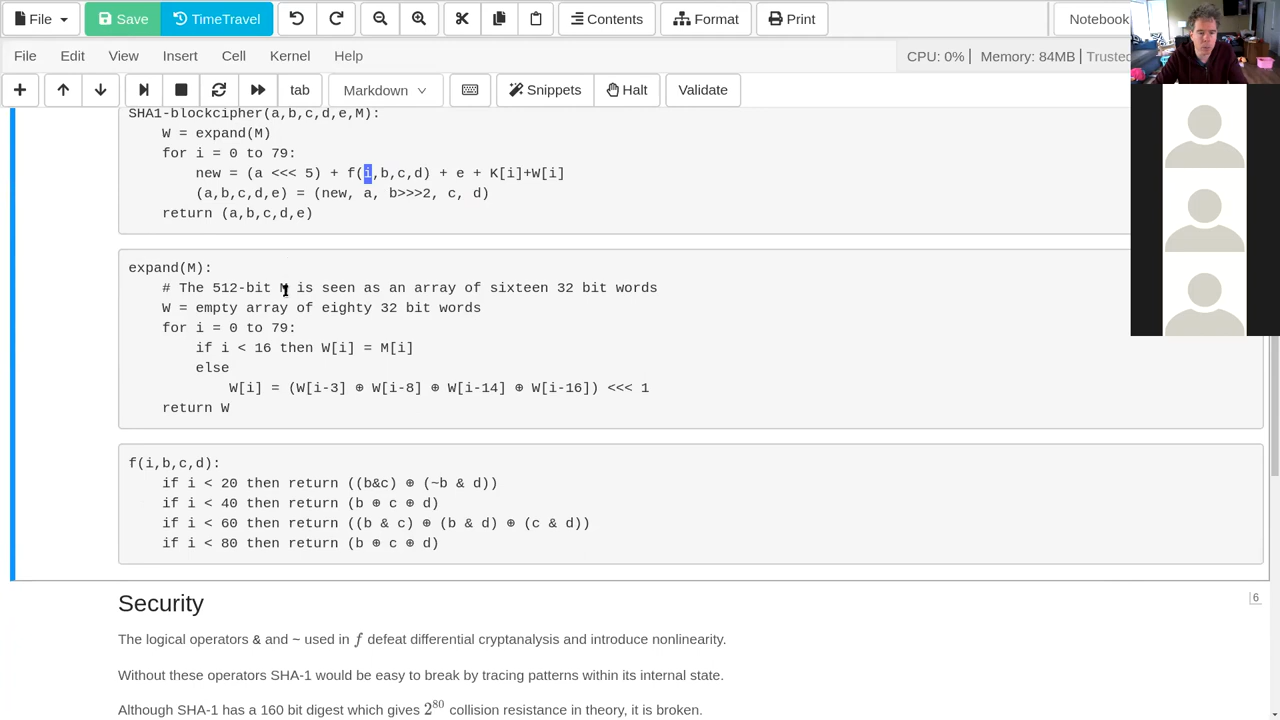 File Save TimeTravel Contents Format Print Notebook
File Edit View Insert Cell Kernel Help CPU: 0% | Memory: 84MB | Trusted
tab Markdown Snippets Halt Validate
SHA1-blockcipher(a,b,c,d,e,M):
W = expand(M)
for i = 0 to 79:
new = (a <<< 5) + f(i,b,c,d) + e + K[i]+W[i]
(a,b,c,d,e) = (new, a, b>>>2, c, d)
return (a,b,c,d,e)
expand(M):
# The 512-bit M is seen as an array of sixteen 32 bit words
W = empty array of eighty 32 bit words
for i = 0 to 79:
if i < 16 then W[i] = M[i]
else
W[i] = (W[i-3] ⊕ W[i-8] ⊕ W[i-14] ⊕ W[i-16]) <<< 1
return W
f(i,b,c,d):
if i < 20 then return ((b&c) ⊕ (~b & d))
if i < 40 then return (b ⊕ c ⊕ d)
if i < 60 then return ((b & c) ⊕ (b & d) ⊕ (c & d))
if i < 80 then return (b ⊕ c ⊕ d)
Security 6
The logical operators & and ~ used in f defeat differential cryptanalysis and introduce nonlinearity.
Without these operators SHA-1 would be easy to break by tracing patterns within its internal state.
Although SHA-1 has a 160 bit digest which gives 2^80 collision resistance in theory, it is broken.